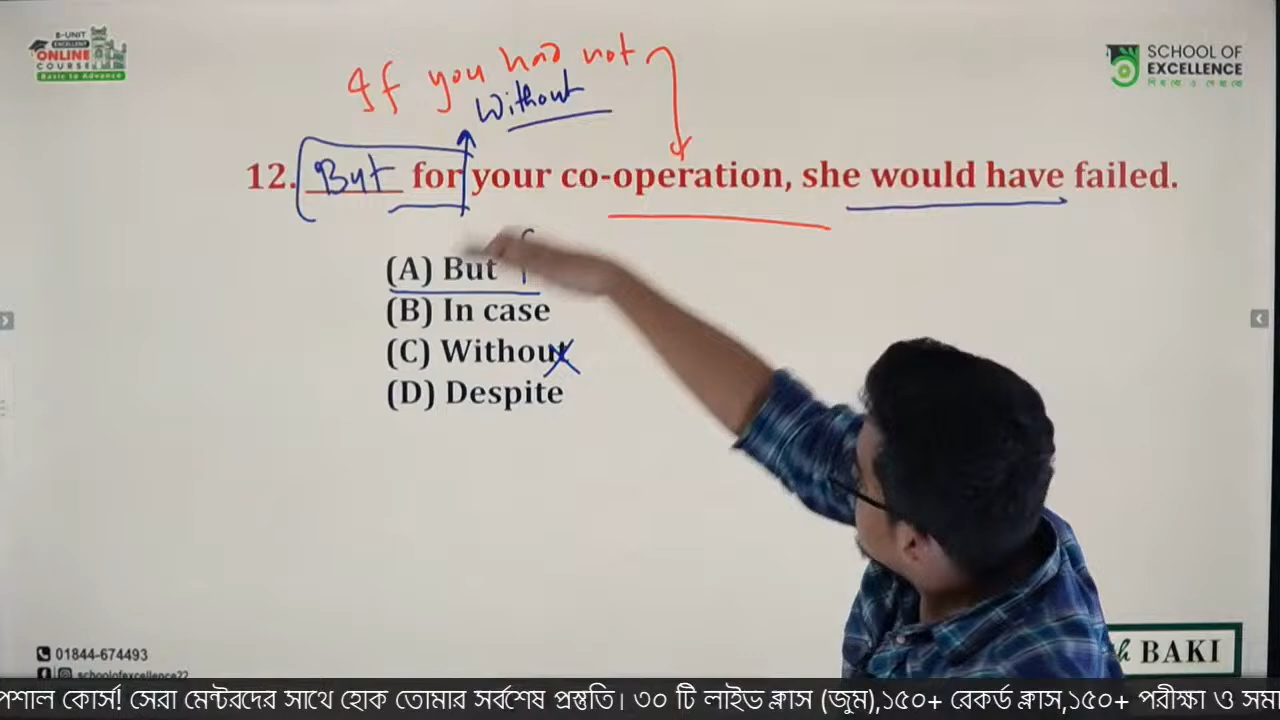 B-UNIT
EXCELLENT
ONLINE
COURSE
Basic to Advance
If you had not
Without
SCHOOL OF
EXCELLENCE
12. But for your co-operation, she would have failed.
(A) But f
(B) In case
(C) Without
(D) Despite
01844-674493
schoolofexcellence22
BAKI
পেশাল কোর্স! সেরা মেন্টরদের সাথে হোক তোমার সর্বশেষ প্রস্তুতি। ৩০ টি লাইভ ক্লাস (জুম),১৫০+ রেকর্ড ক্লাস,১৫০+ পরীক্ষা ও